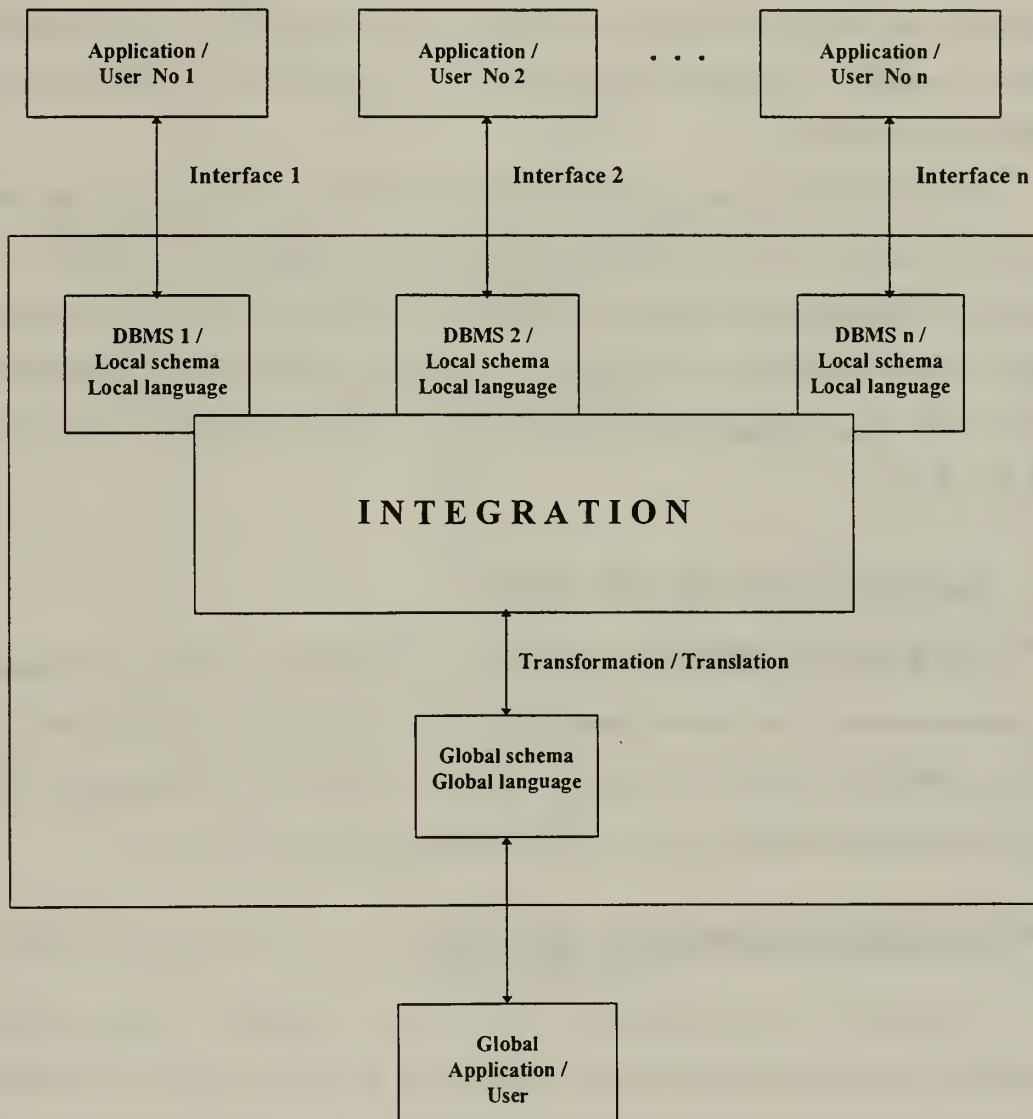 Application /
User No 1
Application /
User No 2
. . .
Application /
User No n
Interface 1
Interface 2
Interface n
DBMS 1 /
Local schema
Local language
DBMS 2 /
Local schema
Local language
DBMS n /
Local schema
Local language
INTEGRATION
Transformation / Translation
Global schema
Global language
Global
Application /
User